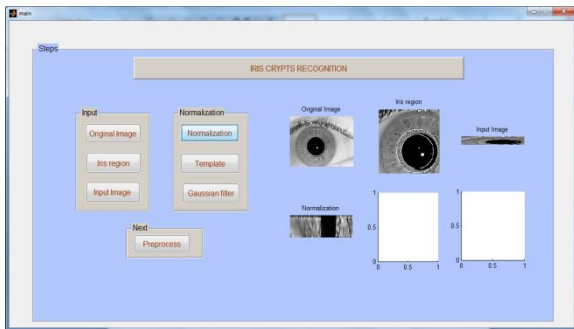 main
Steps
IRIS CRYPTS RECOGNITION
Input
Original Image
Iris region
Input Image
Normalization
Normalization
Template
Gaussian filter
Next
Preprocess
Original Image
Iris region
Input Image
Normalization
1
0.5
0
0 0.5 1
1
0.5
0
0 0.5 1